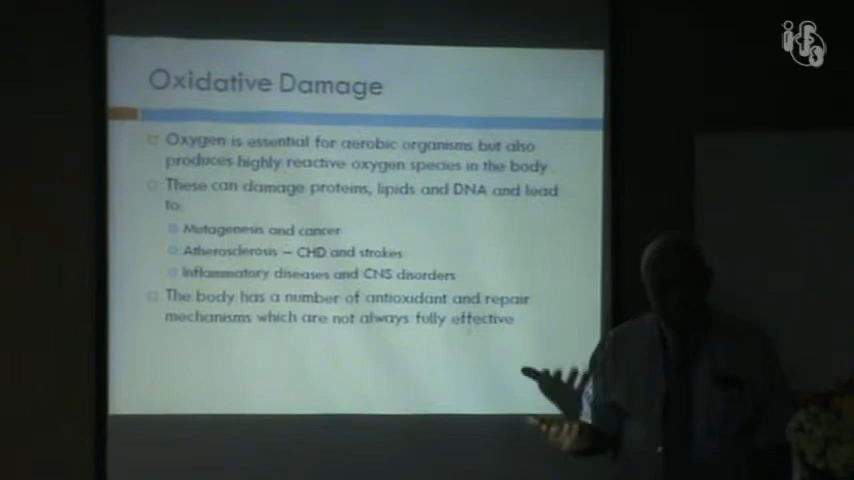 Oxidative Damage
Oxygen is essential for aerobic organisms but also
produces highly reactive oxygen species in the body
These can damage proteins, lipids and DNA and lead
to:
Mutagenesis and cancer
Atherosclerosis – CHD and strokes
Inflammatory diseases and CNS disorders
The body has a number of antioxidant and repair
mechanisms which are not always fully effective